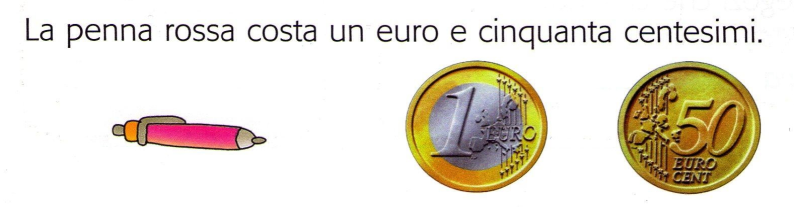 La penna rossa costa un euro e cinquanta centesimi.
1 EURO
50
EURO
CENT